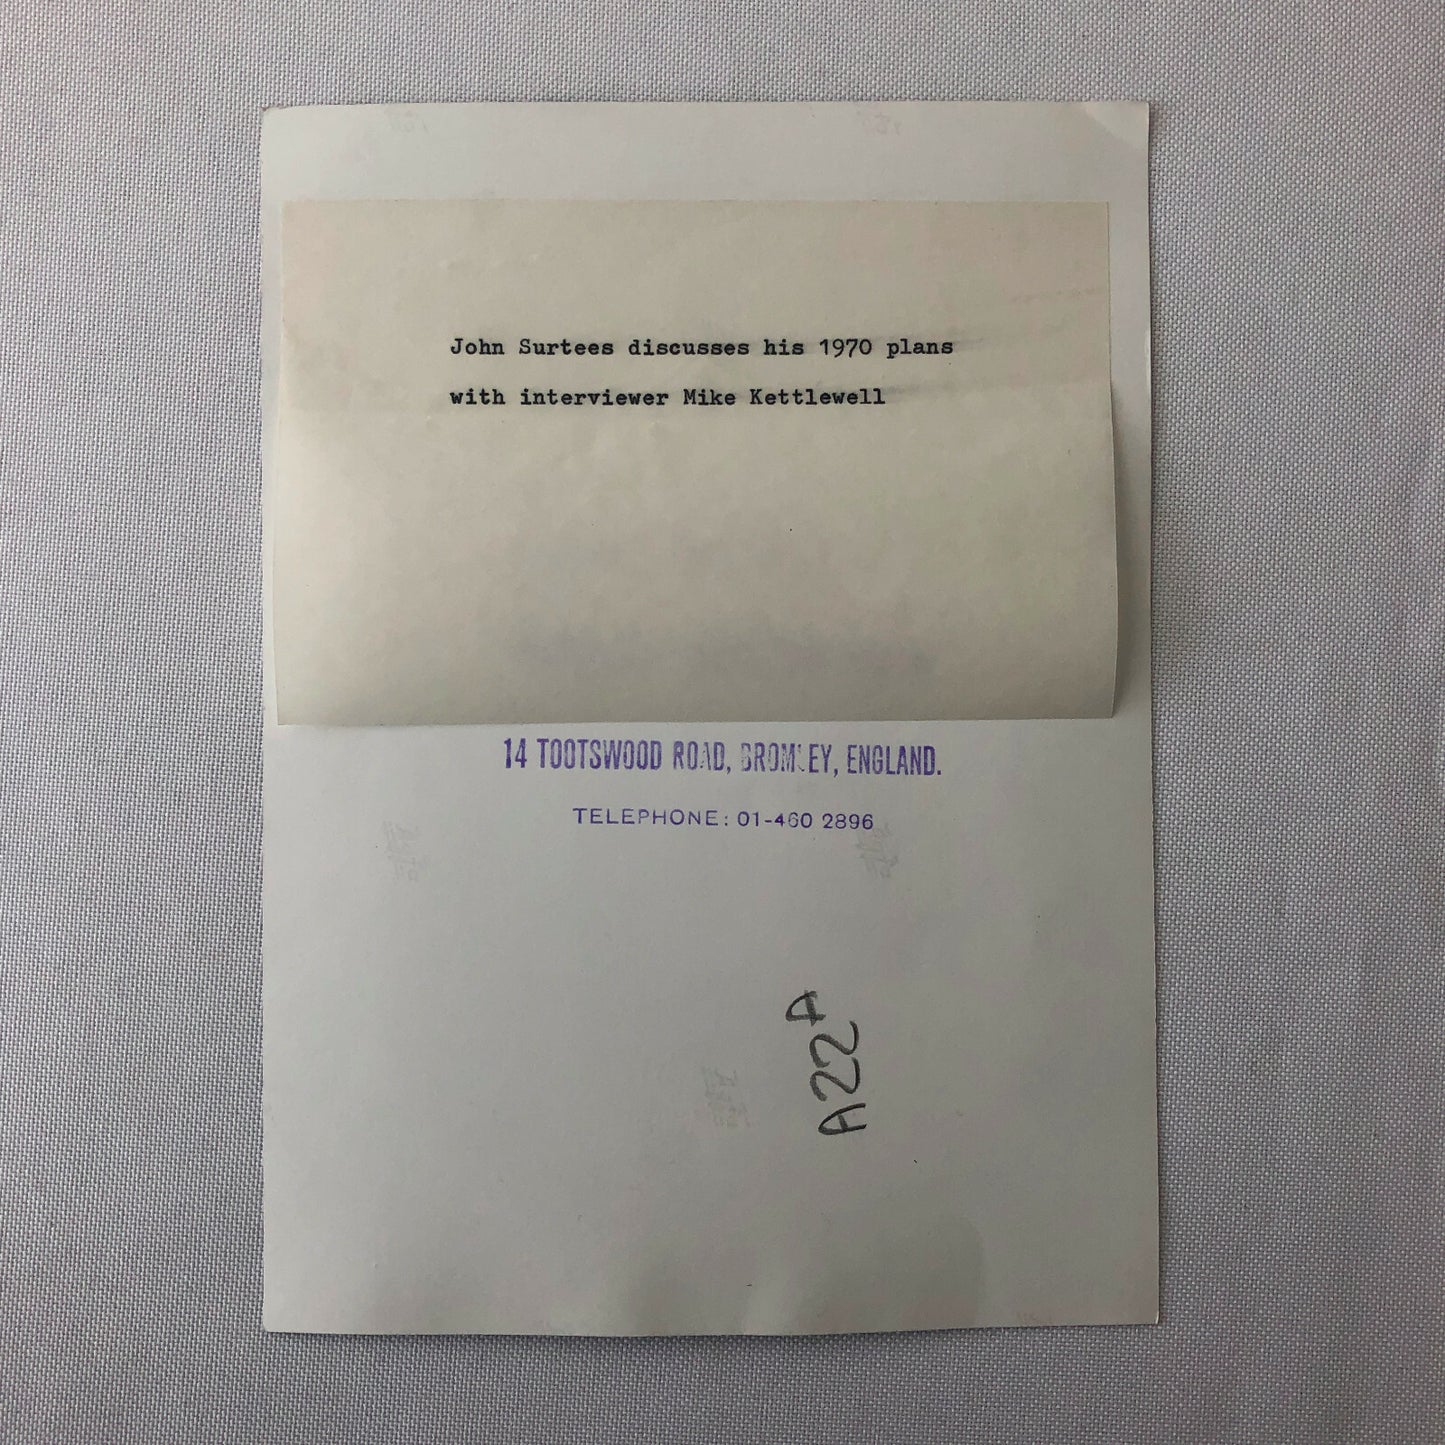 John Surtees discusses his 1970 plans
with interviewer Mike Kettlewell
14 TOOTSWOOD ROAD, BROMLEY, ENGLAND.
TELEPHONE: 01-460 2896
A22A